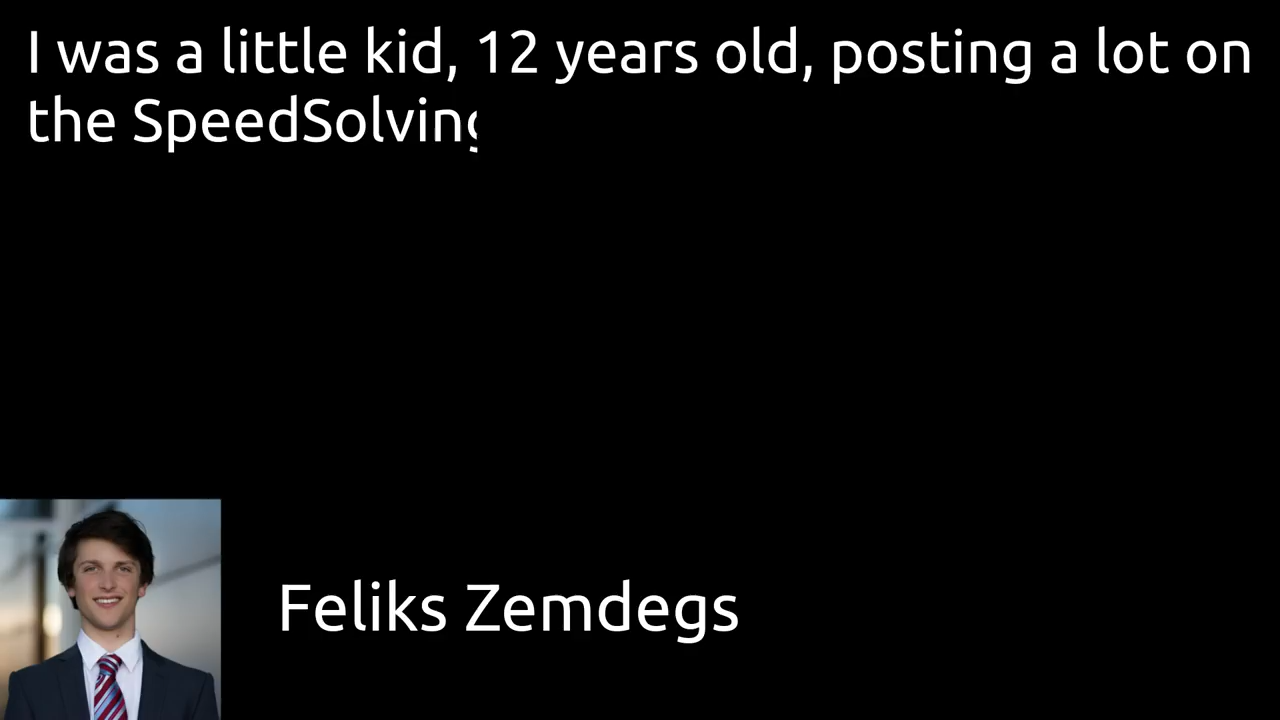 I was a little kid, 12 years old, posting a lot on
the SpeedSolving
Feliks Zemdegs